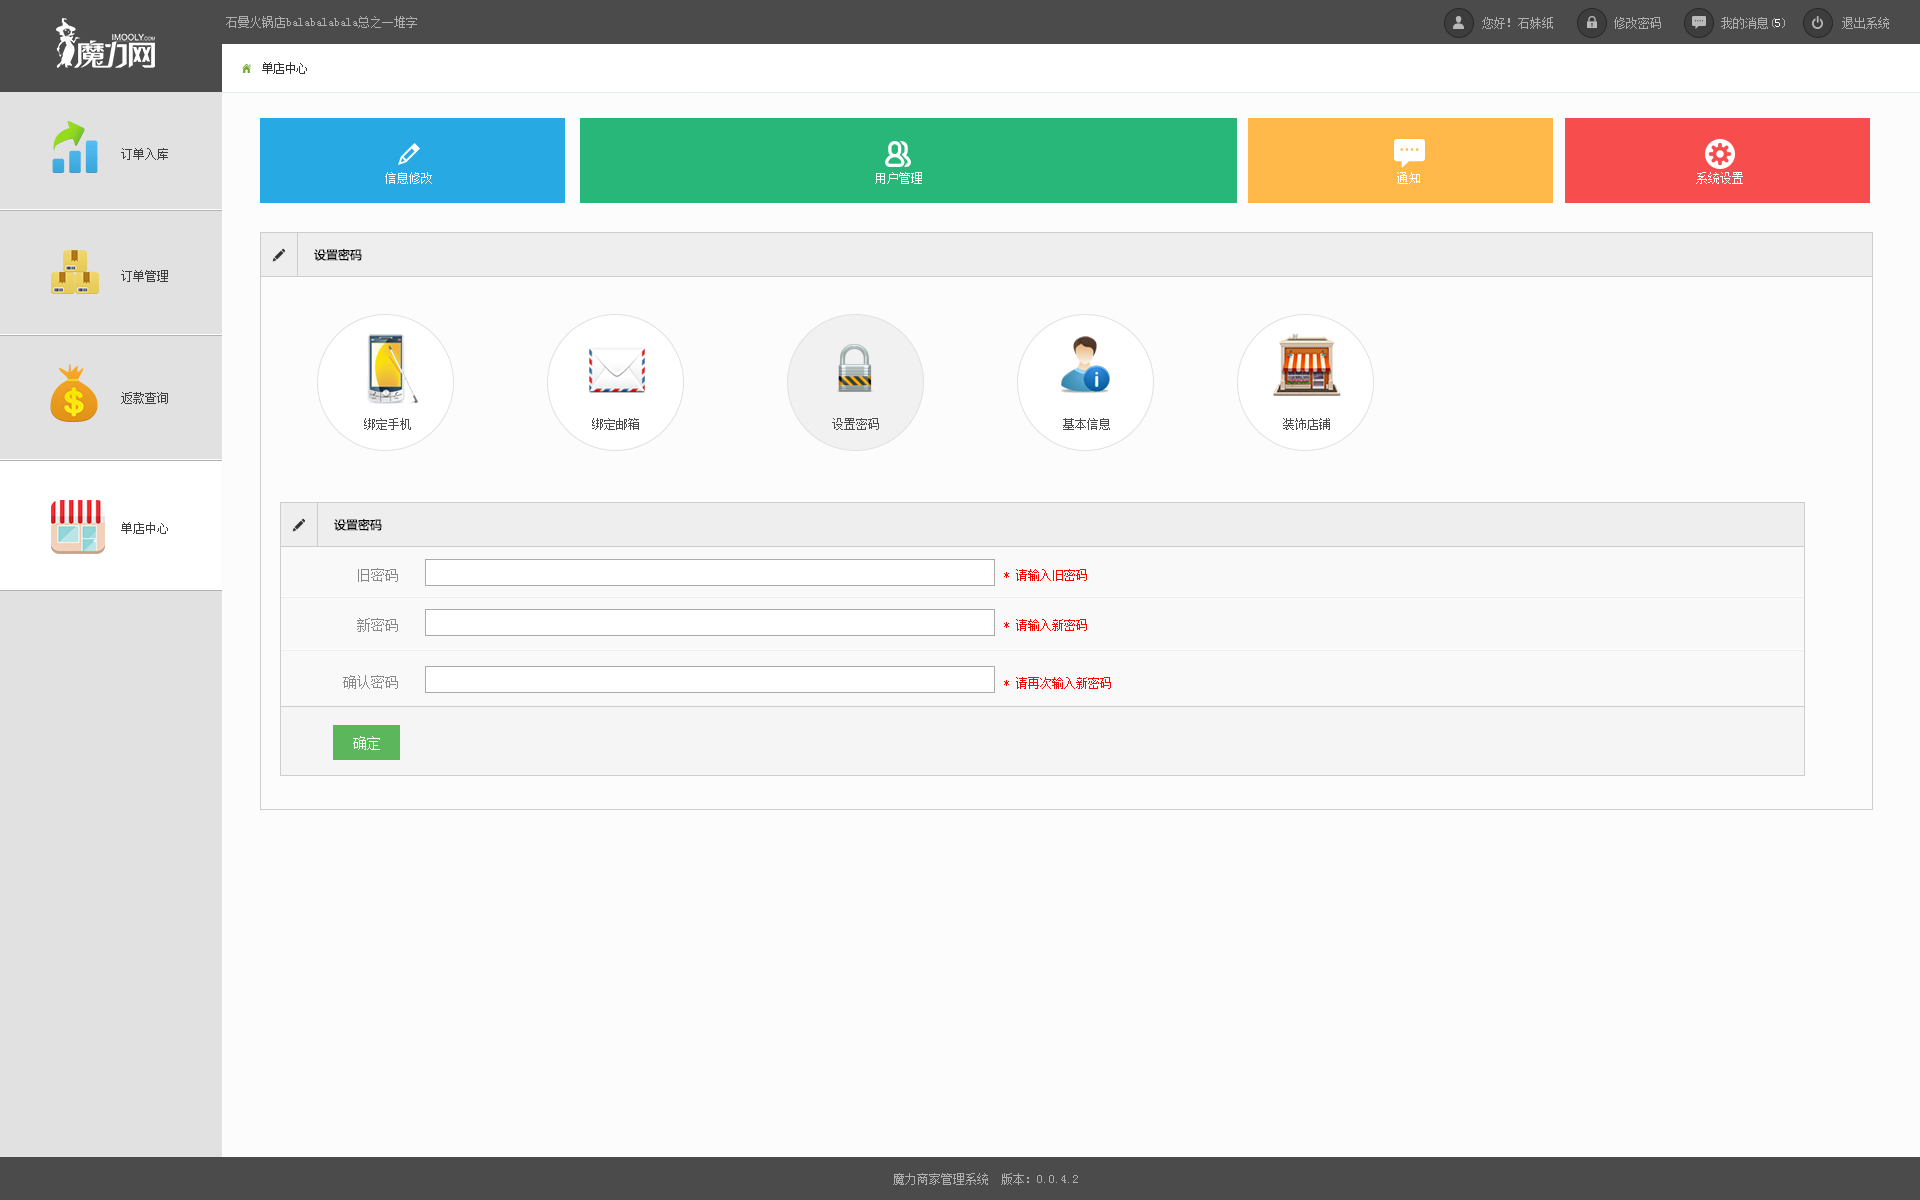 IMOOLY.COM
魔力网
石曼火锅店balabalabala总之一堆字
您好！石妹纸
修改密码
我的消息(5)
退出系统
单店中心
订单入库
订单管理
返款查询
单店中心
信息修改
用户管理
通知
系统设置
设置密码
绑定手机
绑定邮箱
设置密码
基本信息
装饰店铺
设置密码
旧密码
* 请输入旧密码
新密码
* 请输入新密码
确认密码
* 请再次输入新密码
确定
魔力商家管理系统 版本：0.0.4.2